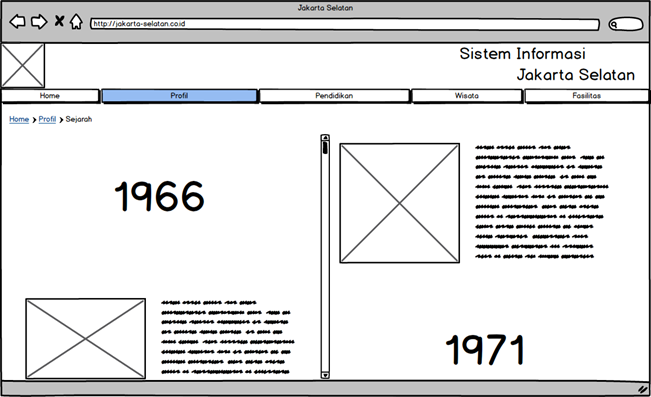 Jakarta Selatan
http://jakarta-selatan.co.id
Sistem Informasi
Jakarta Selatan
Home Profil Pendidikan Wisata Fasilitas
Home > Profil > Sejarah
1966
1971